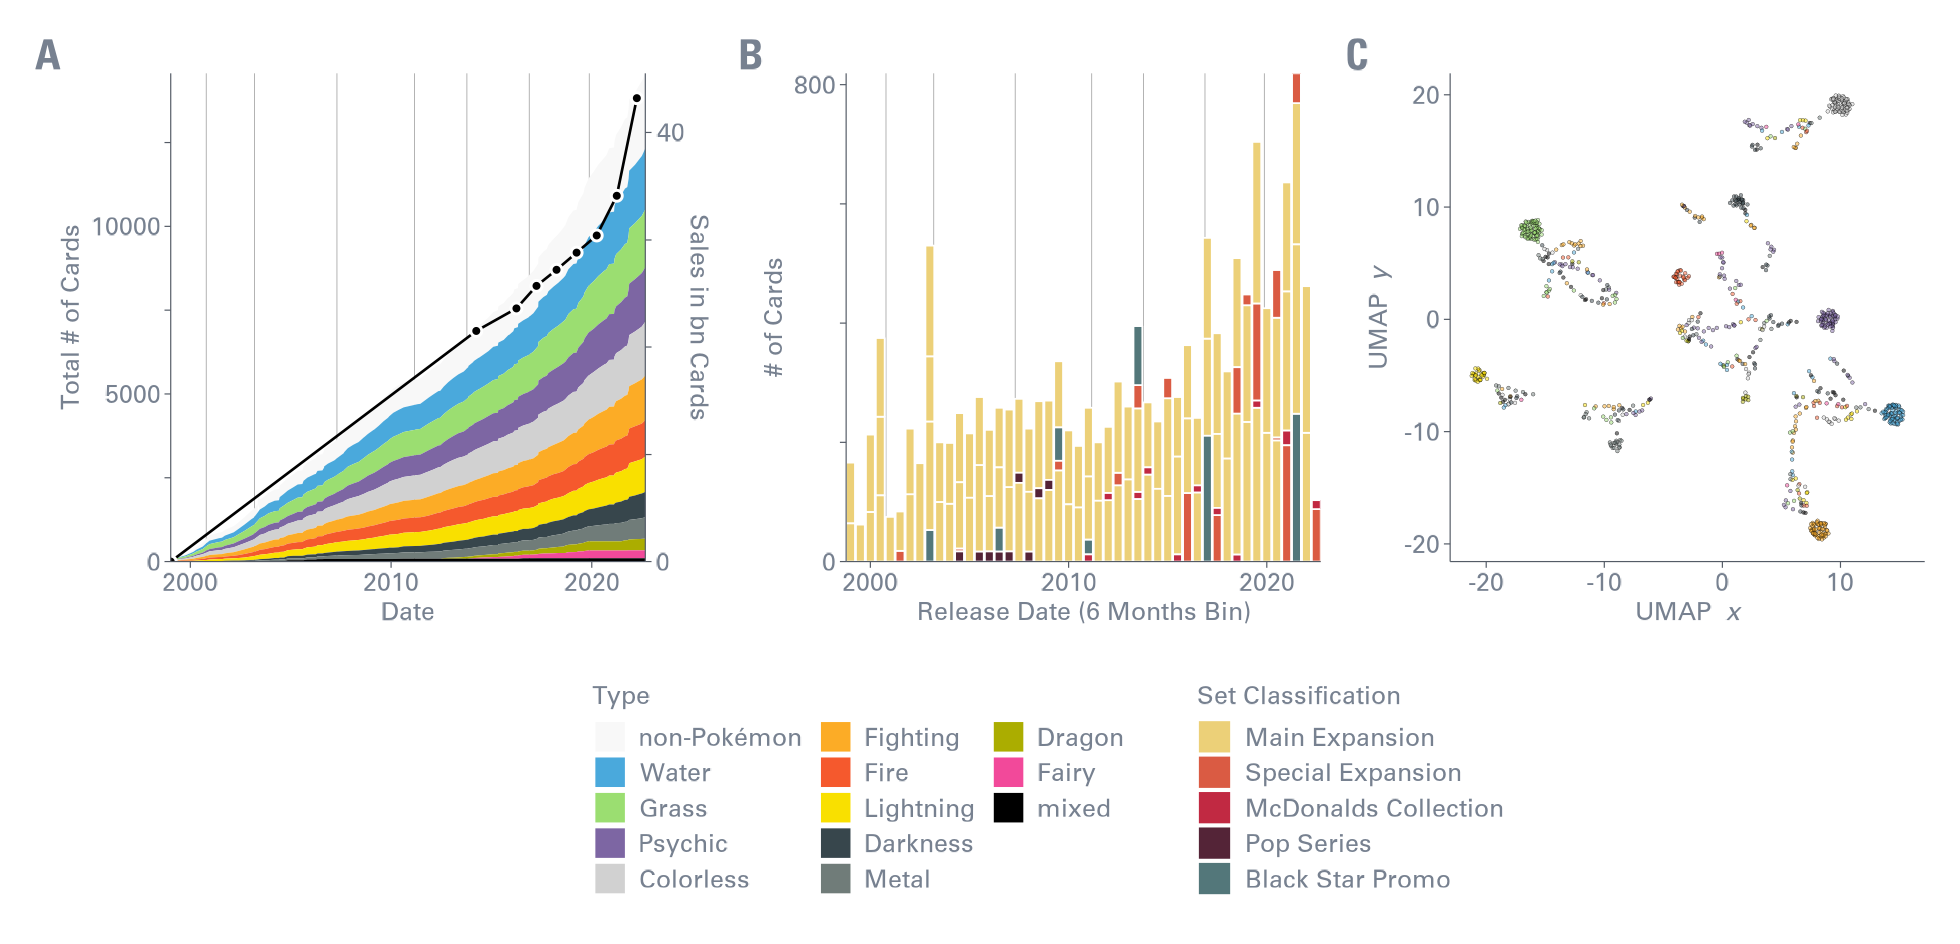 A
B
C
Total # of Cards
10000
5000
0
2000
2010
2020
Date
40
0
Sales in bn Cards
# of Cards
800
0
2000
2010
2020
Release Date (6 Months Bin)
UMAP y
20
10
0
-10
-20
-20
-10
0
10
UMAP x
Type
non-Pokémon
Water
Grass
Psychic
Colorless
Fighting
Fire
Lightning
Darkness
Metal
Dragon
Fairy
mixed
Set Classification
Main Expansion
Special Expansion
McDonalds Collection
Pop Series
Black Star Promo